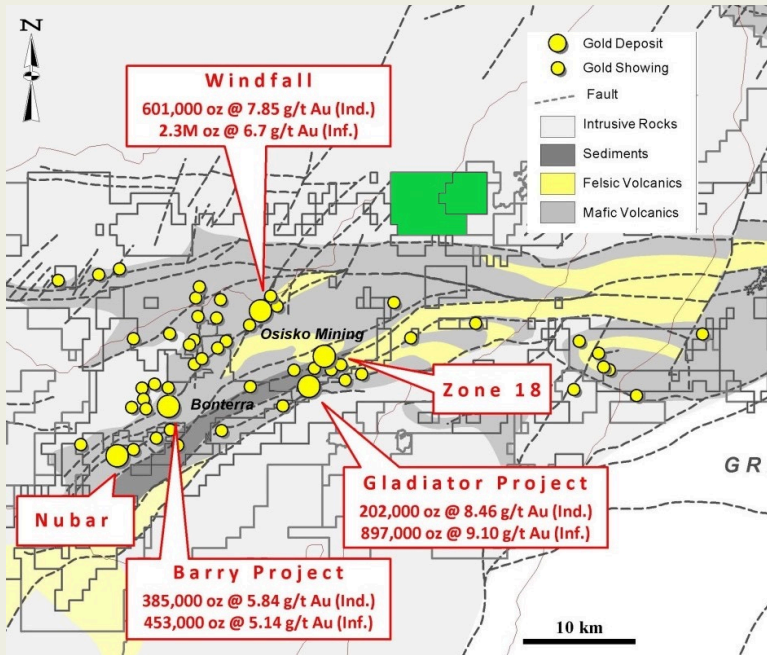 N
Windfall
601,000 oz @ 7.85 g/t Au (Ind.)
2.3M oz @ 6.7 g/t Au (Inf.)
Gold Deposit
Gold Showing
Fault
Intrusive Rocks
Sediments
Felsic Volcanics
Mafic Volcanics
Osisko Mining
Zone 18
Bonterra
GR
Gladiator Project
202,000 oz @ 8.46 g/t Au (Ind.)
897,000 oz @ 9.10 g/t Au (Inf.)
Nubar
Barry Project
385,000 oz @ 5.84 g/t Au (Ind.)
453,000 oz @ 5.14 g/t Au (Inf.)
10 km